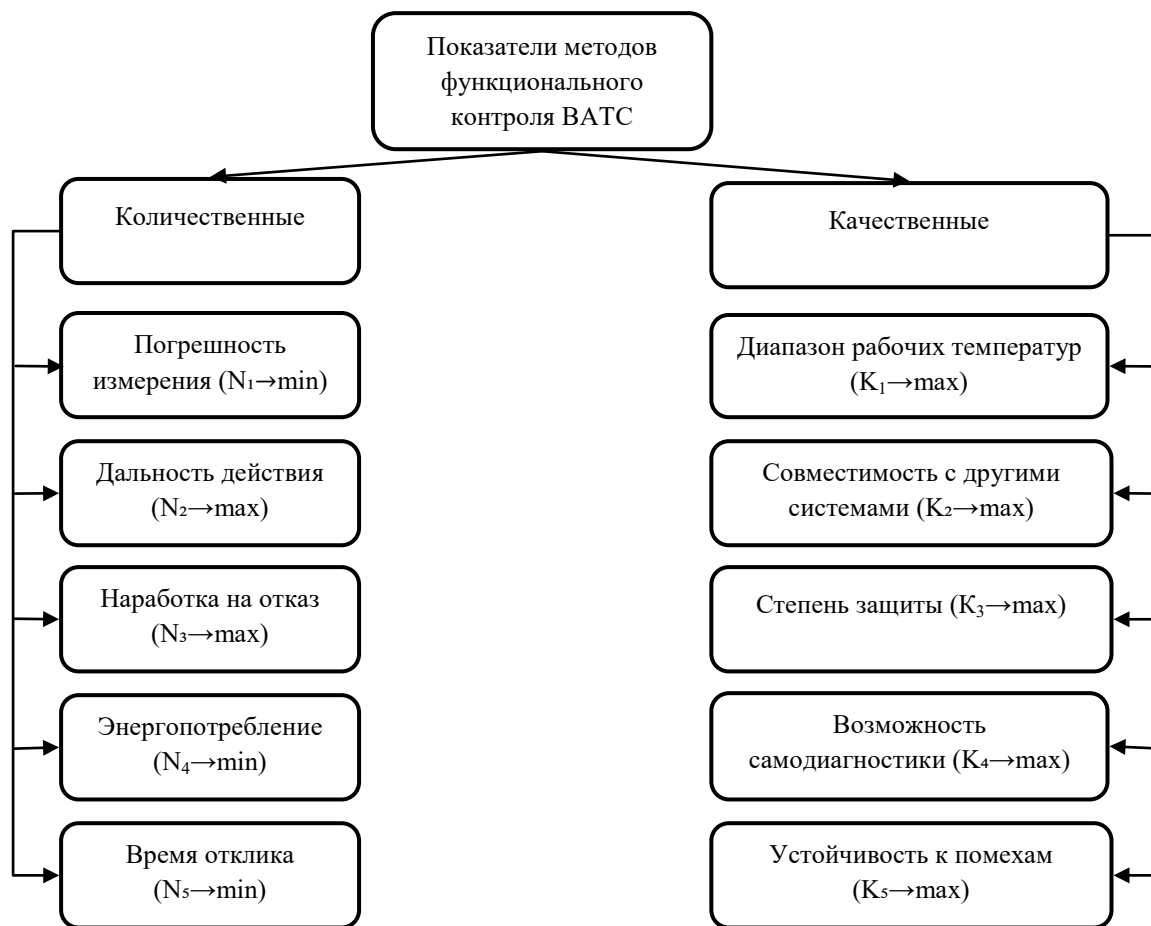 Показатели методов
функционального
контроля ВАТС
Количественные
Качественные
Погрешность
измерения (N₁→min)
Диапазон рабочих температур
(K₁→max)
Дальность действия
(N₂→max)
Совместимость с другими
системами (K₂→max)
Наработка на отказ
(N₃→max)
Степень защиты (K₃→max)
Энергопотребление
(N₄→min)
Возможность
самодиагностики (K₄→max)
Время отклика
(N₅→min)
Устойчивость к помехам
(K₅→max)